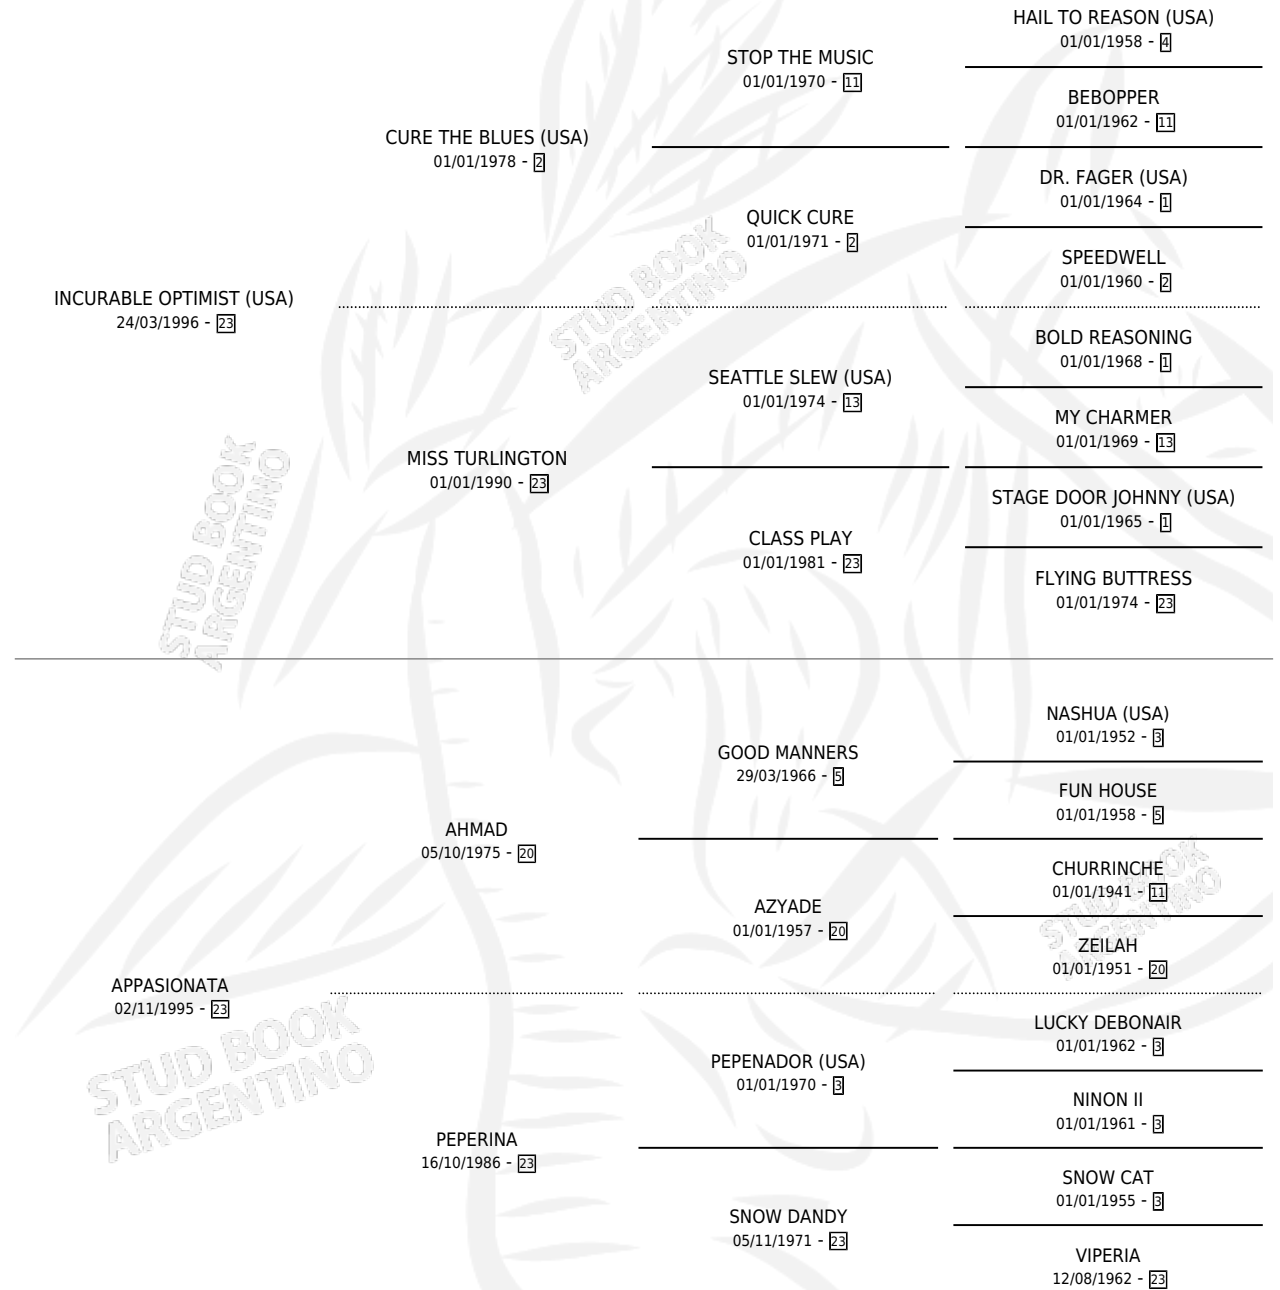 HAIL TO REASON (USA)
01/01/1958 - 4
STOP THE MUSIC
01/01/1970 - 11
BEBOPPER
01/01/1962 - 11
CURE THE BLUES (USA)
01/01/1978 - 2
DR. FAGER (USA)
01/01/1964 - 1
QUICK CURE
01/01/1971 - 2
SPEEDWELL
01/01/1960 - 2
INCURABLE OPTIMIST (USA)
24/03/1996 - 23
BOLD REASONING
01/01/1968 - 1
SEATTLE SLEW (USA)
01/01/1974 - 13
MY CHARMER
01/01/1969 - 13
MISS TURLINGTON
01/01/1990 - 23
STAGE DOOR JOHNNY (USA)
01/01/1965 - 1
CLASS PLAY
01/01/1981 - 23
FLYING BUTTRESS
01/01/1974 - 23
NASHUA (USA)
01/01/1952 - 3
GOOD MANNERS
29/03/1966 - 5
FUN HOUSE
01/01/1958 - 5
AHMAD
05/10/1975 - 20
CHURRINCHE
01/01/1941 - 11
AZYADE
01/01/1957 - 20
ZEILAH
01/01/1951 - 20
APPASIONATA
02/11/1995 - 23
LUCKY DEBONAIR
01/01/1962 - 3
PEPENADOR (USA)
01/01/1970 - 3
NINON II
01/01/1961 - 3
PEPERINA
16/10/1986 - 23
SNOW CAT
01/01/1955 - 3
SNOW DANDY
05/11/1971 - 23
VIPERIA
12/08/1962 - 23
STUD BOOK
ARGENTINO
STUD BOOK
ARGENTINO
STUD BOOK
ARGENTINO
STUD BOOK
ARGENTINO